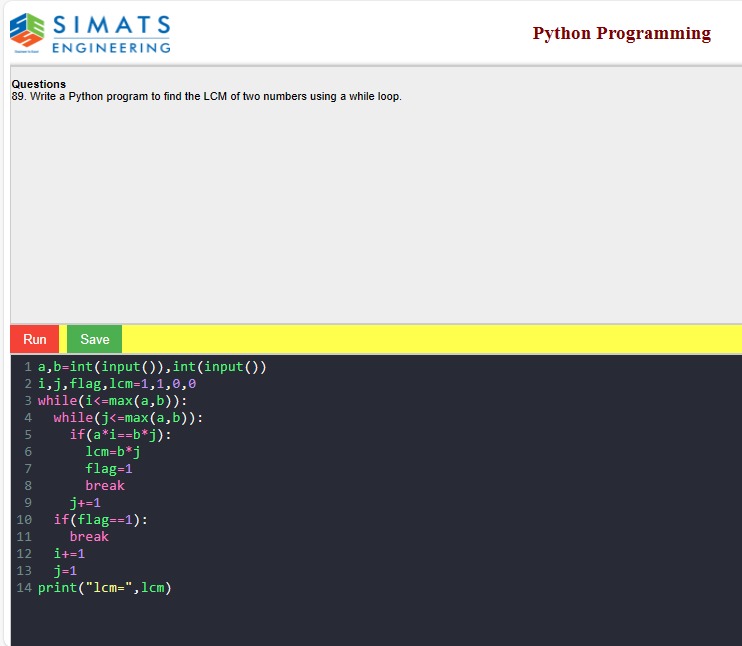 SIMATS
ENGINEERING
Python Programming
Questions
89. Write a Python program to find the LCM of two numbers using a while loop.
Run Save
1 a,b=int(input()),int(input())
2 i,j,flag,lcm=1,1,0,0
3 while(i<=max(a,b)):
4   while(j<=max(a,b)):
5     if(a*i==b*j):
6       lcm=b*j
7       flag=1
8       break
9     j+=1
10   if(flag==1):
11     break
12   i+=1
13   j=1
14 print("lcm=",lcm)